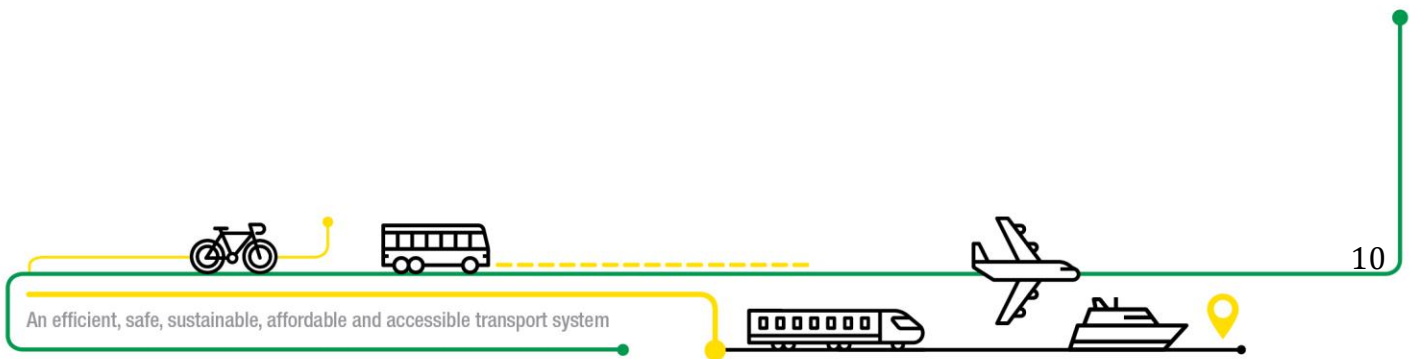 10
An efficient, safe, sustainable, affordable and accessible transport system